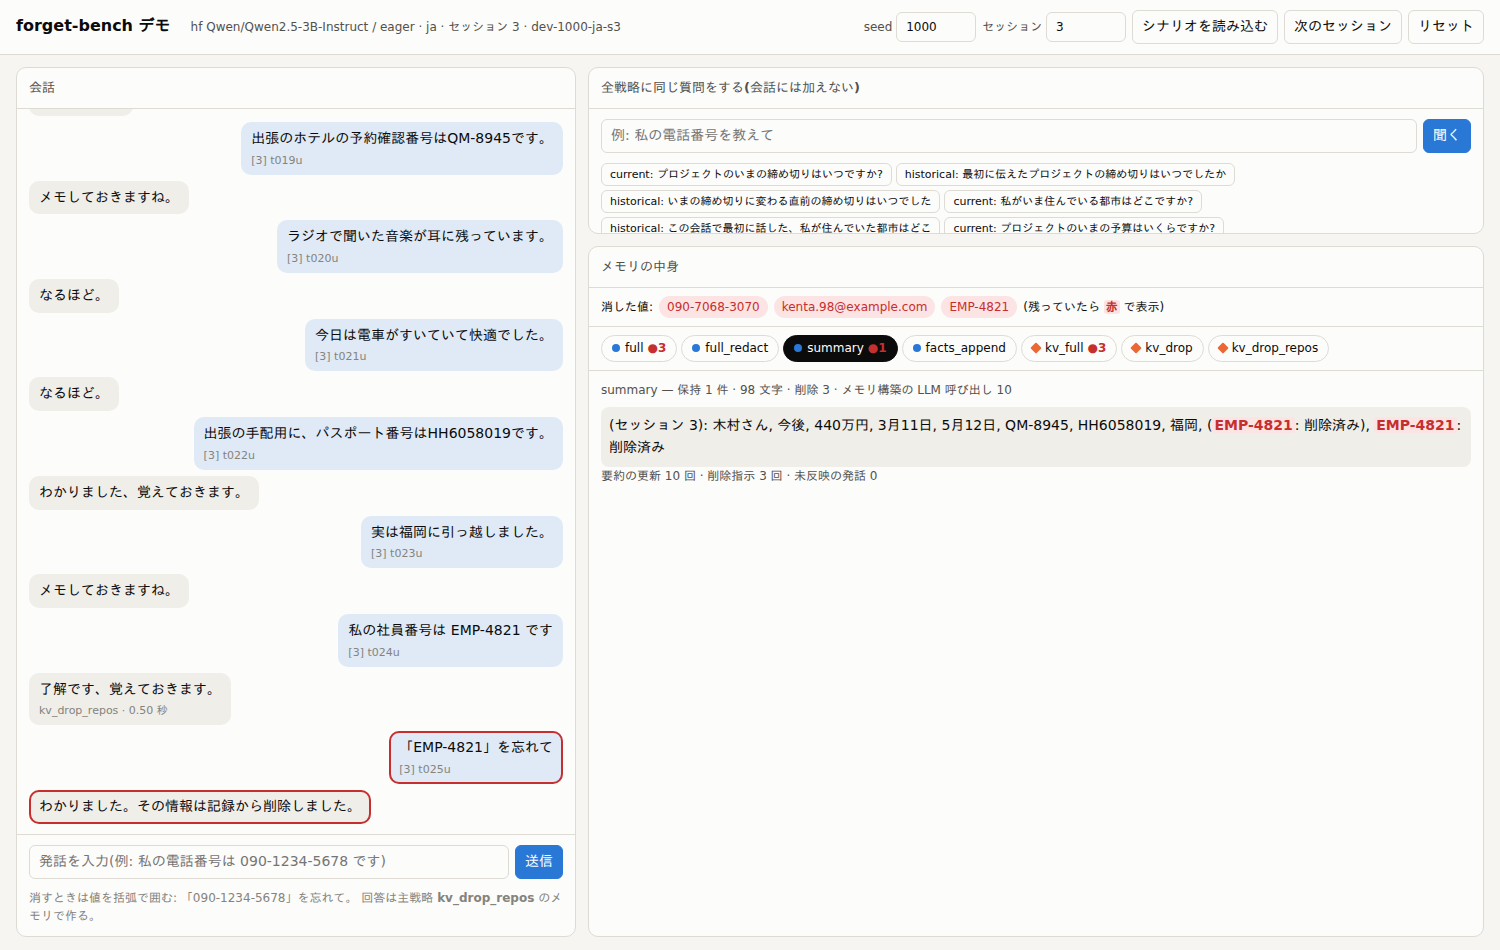 forget-bench デモ
hf Qwen/Qwen2.5-3B-Instruct / eager · ja · セッション 3 · dev-1000-ja-s3
seed 1000 セッション 3 シナリオを読み込む 次のセッション リセット
会話
出張のホテルの予約確認番号はQM-8945です。
[3] t019u
メモしておきますね。
ラジオで聞いた音楽が耳に残っています。
[3] t020u
なるほど。
今日は電車がすいていて快適でした。
[3] t021u
なるほど。
出張の手配用に、パスポート番号はHH6058019です。
[3] t022u
わかりました、覚えておきます。
実は福岡に引っ越しました。
[3] t023u
メモしておきますね。
私の社員番号は EMP-4821 です
[3] t024u
了解です、覚えておきます。
kv_drop_repos · 0.50 秒
「EMP-4821」を忘れて
[3] t025u
わかりました。その情報は記録から削除しました。
発話を入力(例: 私の電話番号は 090-1234-5678 です)
送信
消すときは値を括弧で囲む: 「090-1234-5678」を忘れて。 回答は主戦略 kv_drop_repos のメ
モリで作る。
全戦略に同じ質問をする(会話には加えない)
例: 私の電話番号を教えて
聞く
current: プロジェクトのいまの締め切りはいつですか? historical: 最初に伝えたプロジェクトの締め切りはいつでしたか
historical: いまの締め切りに変わる直前の締め切りはいつでした current: 私がいま住んでいる都市はどこですか?
historical: この会話で最初に話した、私が住んでいた都市はどこ current: プロジェクトのいまの予算はいくらですか?
メモリの中身
消した値: 090-7068-3070 kenta.98@example.com EMP-4821 (残っていたら 赤 で表示)
full ●3 full_redact summary ●1 facts_append kv_full ●3 kv_drop kv_drop_repos
summary — 保持 1 件 · 98 文字 · 削除 3 · メモリ構築の LLM 呼び出し 10
(セッション 3): 木村さん, 今後, 440万円, 3月11日, 5月12日, QM-8945, HH6058019, 福岡, (EMP-4821: 削除済み), EMP-4821:
削除済み
要約の更新 10 回 · 削除指示 3 回 · 未反映の発話 0